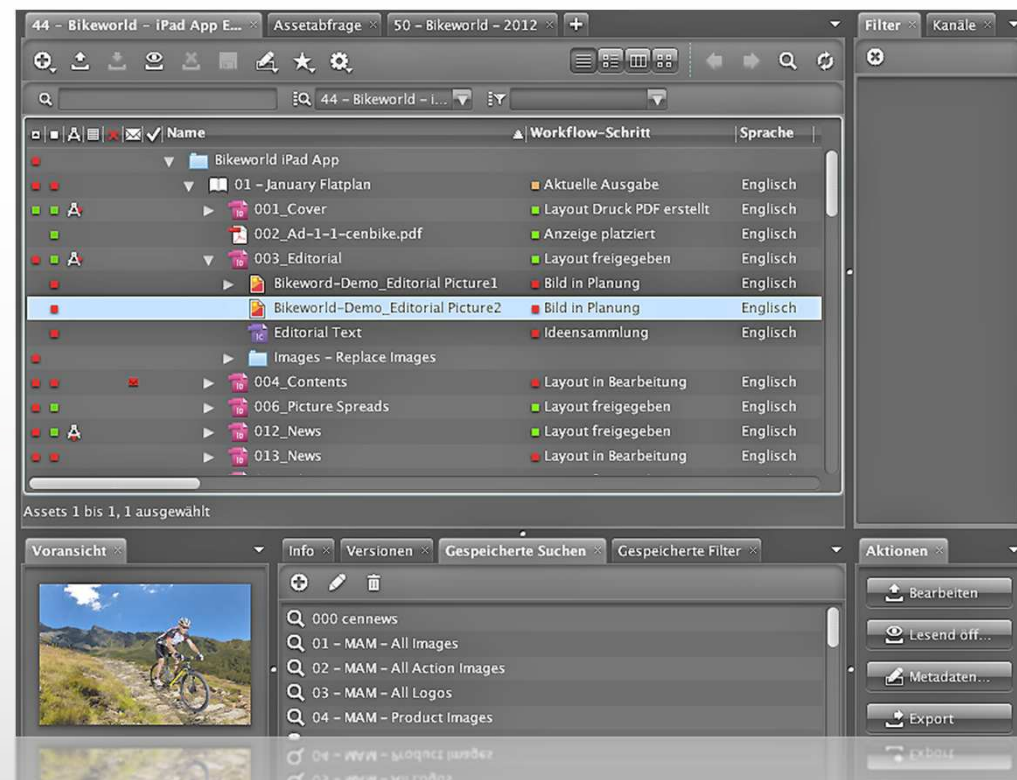 44 – Bikeworld – iPad App E...
Assetabfrage
50 – Bikeworld – 2012
Filter
Kanäle
44 – Bikeworld – i...
Name
Workflow–Schritt
Sprache
Bikeworld iPad App
01 – January Flatplan
Aktuelle Ausgabe
Englisch
001_Cover
Layout Druck PDF erstellt
Englisch
002_Ad–1–1–cenbike.pdf
Anzeige platziert
Englisch
003_Editorial
Layout freigegeben
Englisch
Bikeword–Demo_Editorial Picture1
Bild in Planung
Englisch
Bikeworld–Demo_Editorial Picture2
Bild in Planung
Englisch
Editorial Text
Ideensammlung
Englisch
Images – Replace Images
004_Contents
Layout in Bearbeitung
Englisch
006_Picture Spreads
Layout freigegeben
Englisch
012_News
Layout freigegeben
Englisch
013_News
Layout in Bearbeitung
Englisch
Assets 1 bis 1, 1 ausgewählt
Voransicht
Info
Versionen
Gespeicherte Suchen
Gespeicherte Filter
Aktionen
000 cennews
01 – MAM – All Images
02 – MAM – All Action Images
03 – MAM – All Logos
04 – MAM – Product Images
Bearbeiten
Lesend öff...
Metadaten...
Export